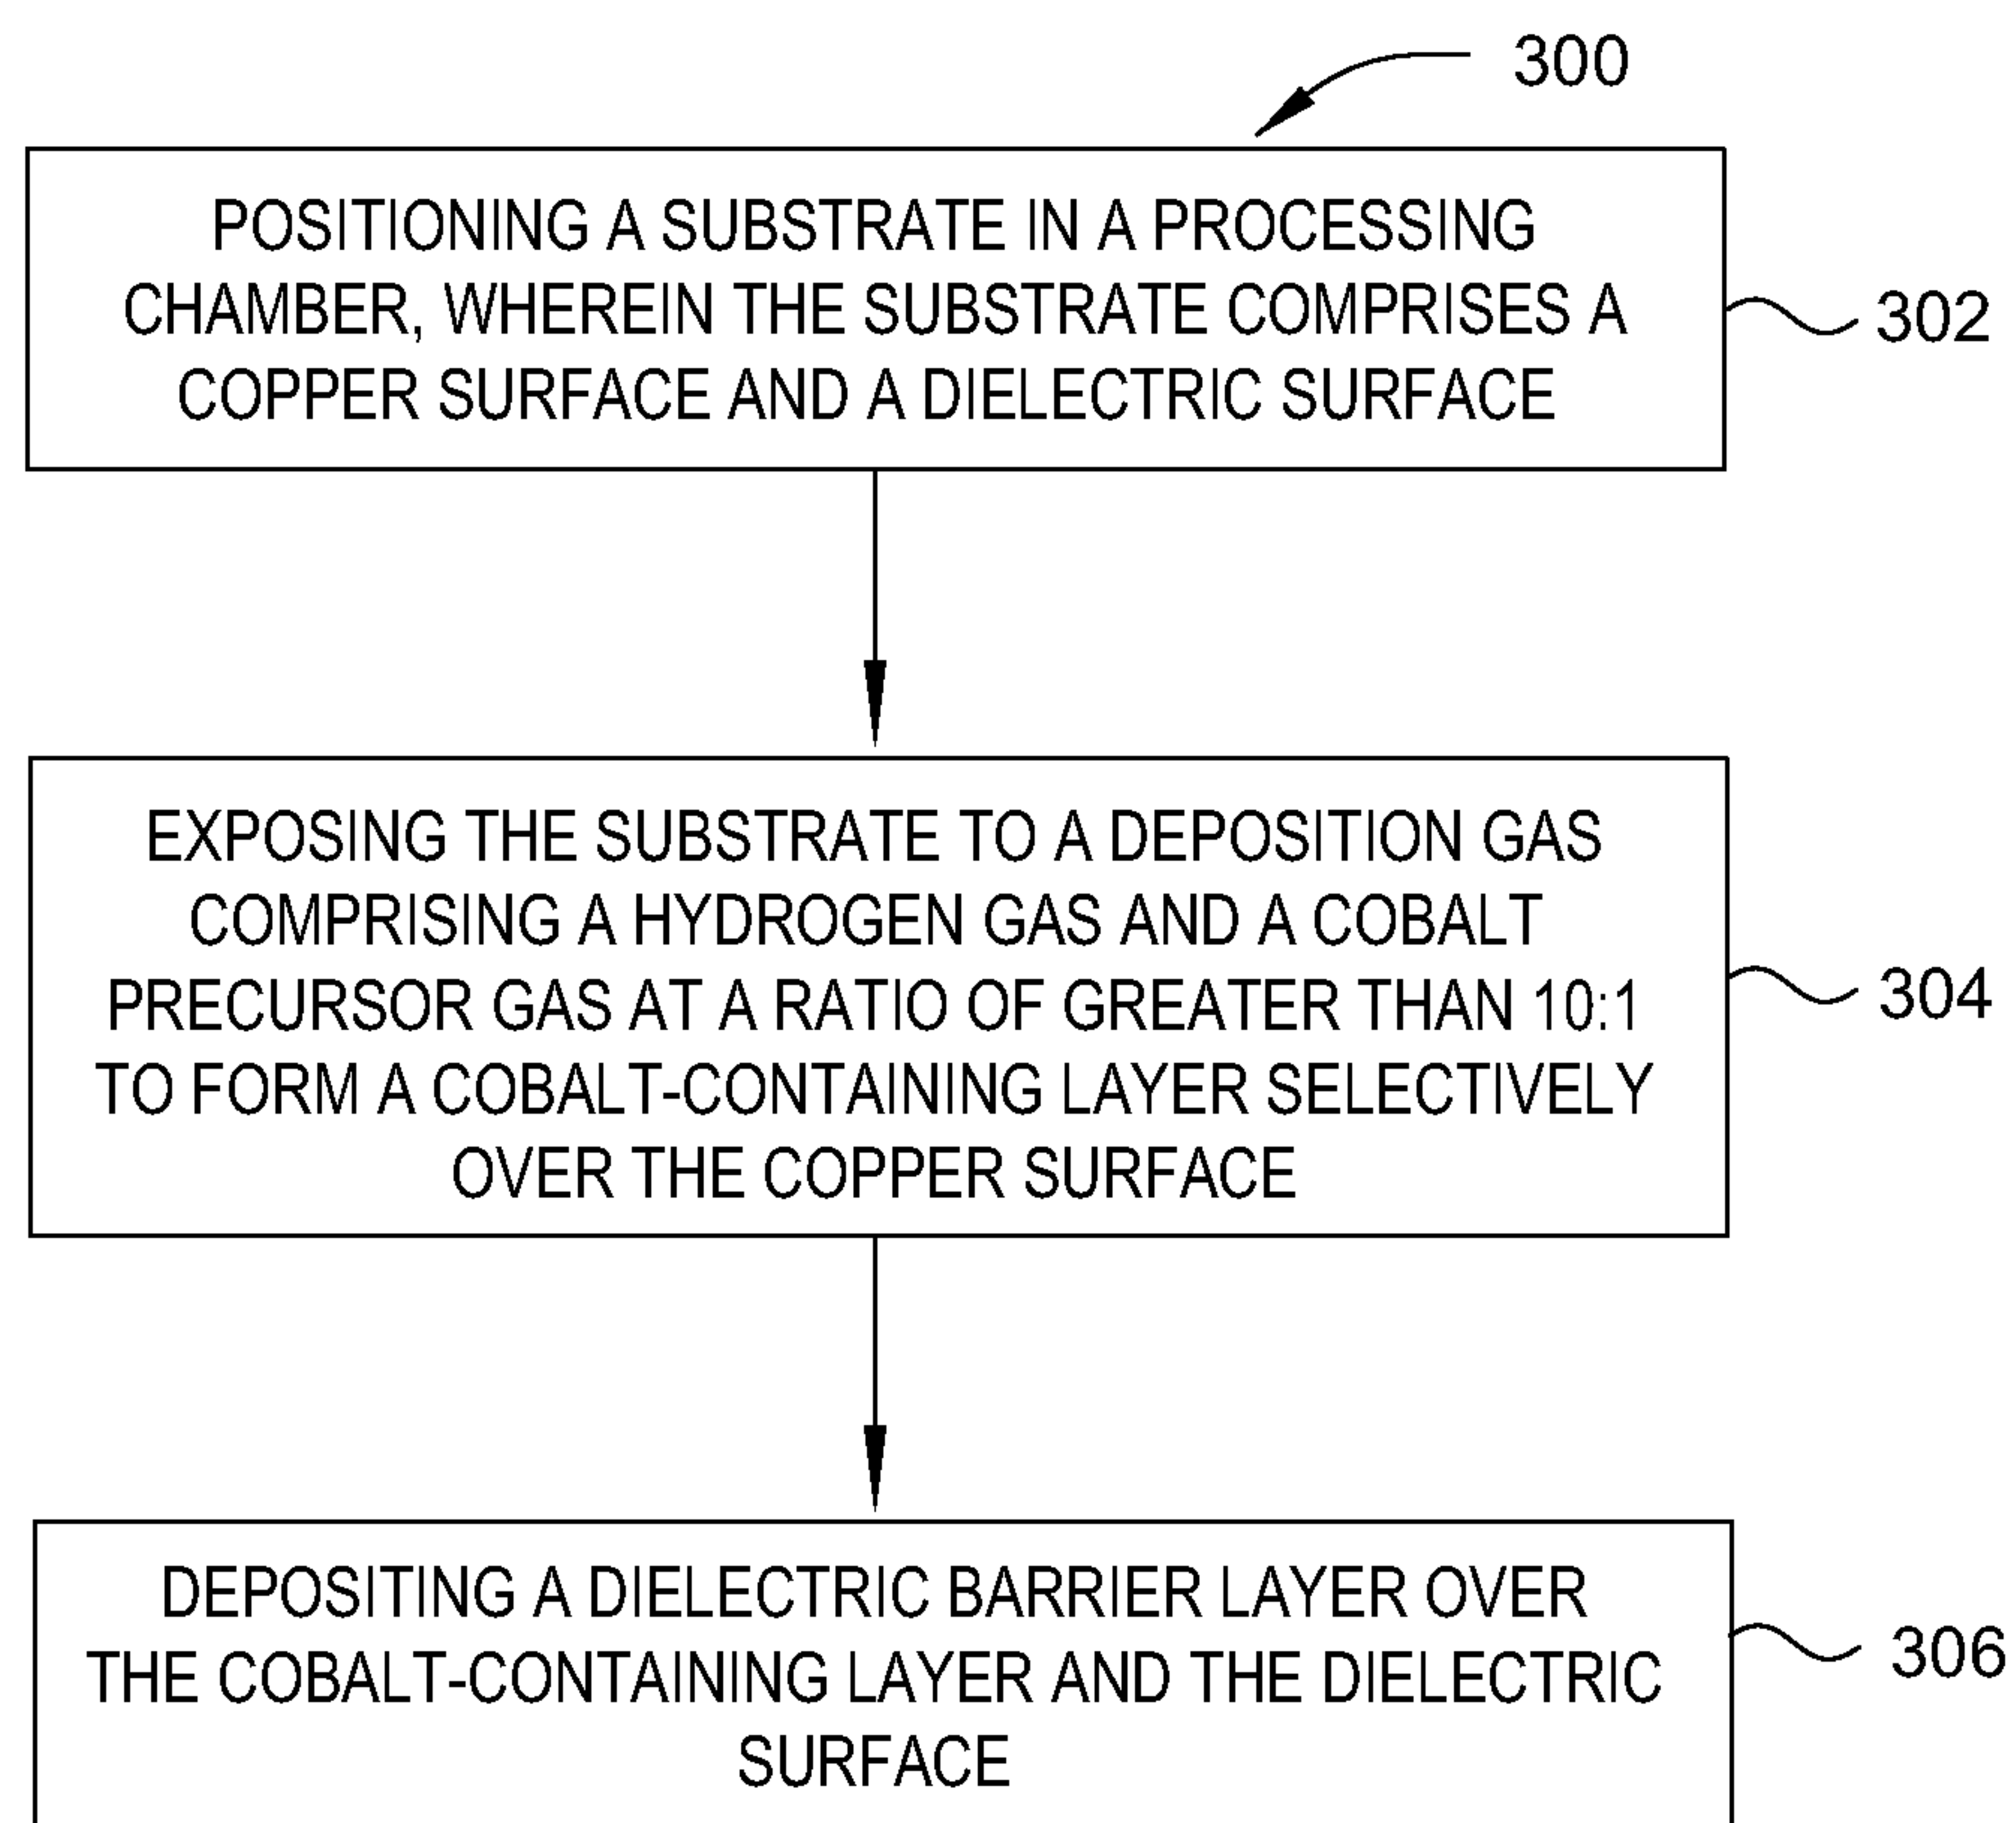 300
POSITIONING A SUBSTRATE IN A PROCESSING
CHAMBER, WHEREIN THE SUBSTRATE COMPRISES A
COPPER SURFACE AND A DIELECTRIC SURFACE
302
EXPOSING THE SUBSTRATE TO A DEPOSITION GAS
COMPRISING A HYDROGEN GAS AND A COBALT
PRECURSOR GAS AT A RATIO OF GREATER THAN 10:1
TO FORM A COBALT-CONTAINING LAYER SELECTIVELY
OVER THE COPPER SURFACE
304
DEPOSITING A DIELECTRIC BARRIER LAYER OVER
THE COBALT-CONTAINING LAYER AND THE DIELECTRIC
SURFACE
306